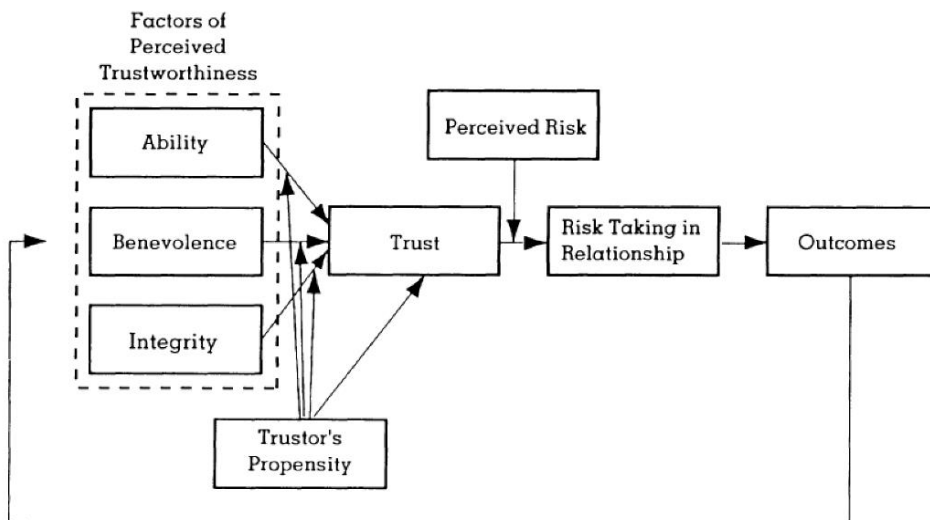 Factors of
Perceived
Trustworthiness
Ability
Benevolence
Integrity
Trustor's
Propensity
Trust
Perceived Risk
Risk Taking in
Relationship
Outcomes